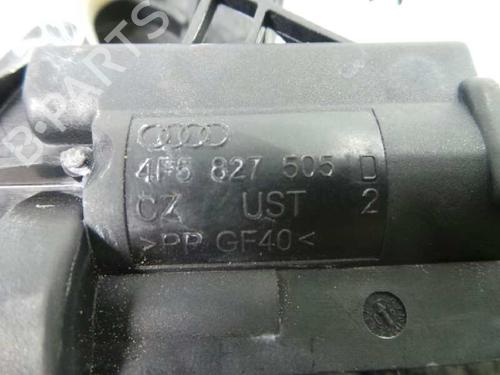 B-PARTS
4F5 827 505 D
CZ UST 2
>PP GF40<